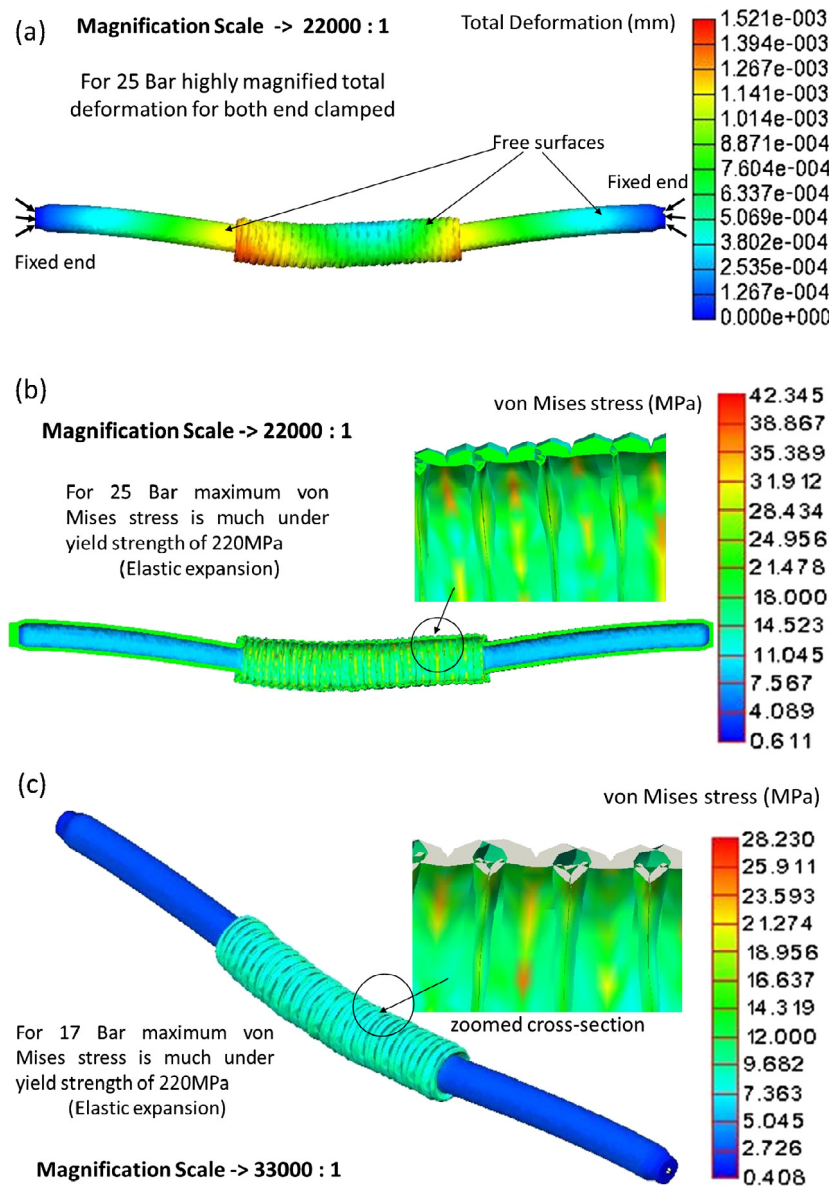 (a)
Magnification Scale -> 22000 : 1
Total Deformation (mm)
For 25 Bar highly magnified total
deformation for both end clamped
Free surfaces
Fixed end
Fixed end
1.521e-003
1.394e-003
1.267e-003
1.141e-003
1.014e-003
8.871e-004
7.604e-004
6.337e-004
5.069e-004
3.802e-004
2.535e-004
1.267e-004
0.000e+000
(b)
von Mises stress (MPa)
Magnification Scale -> 22000 : 1
For 25 Bar maximum von
Mises stress is much under
yield strength of 220MPa
(Elastic expansion)
42.345
38.867
35.389
31.912
28.434
24.956
21.478
18.000
14.523
11.045
7.567
4.089
0.611
(c)
von Mises stress (MPa)
zoomed cross-section
For 17 Bar maximum von
Mises stress is much under
yield strength of 220MPa
(Elastic expansion)
Magnification Scale -> 33000 : 1
28.230
25.911
23.593
21.274
18.956
16.637
14.319
12.000
9.682
7.363
5.045
2.726
0.408